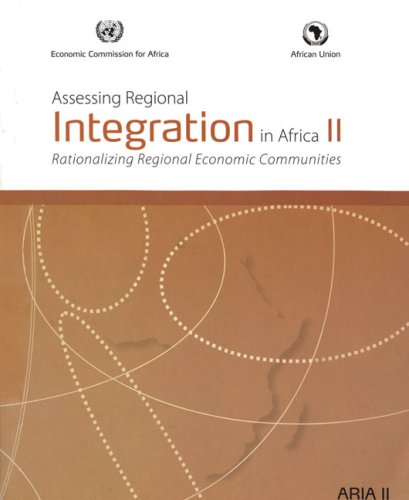 Economic Commission for Africa
African Union
Assessing Regional
Integration in Africa II
Rationalizing Regional Economic Communities
ARIA II